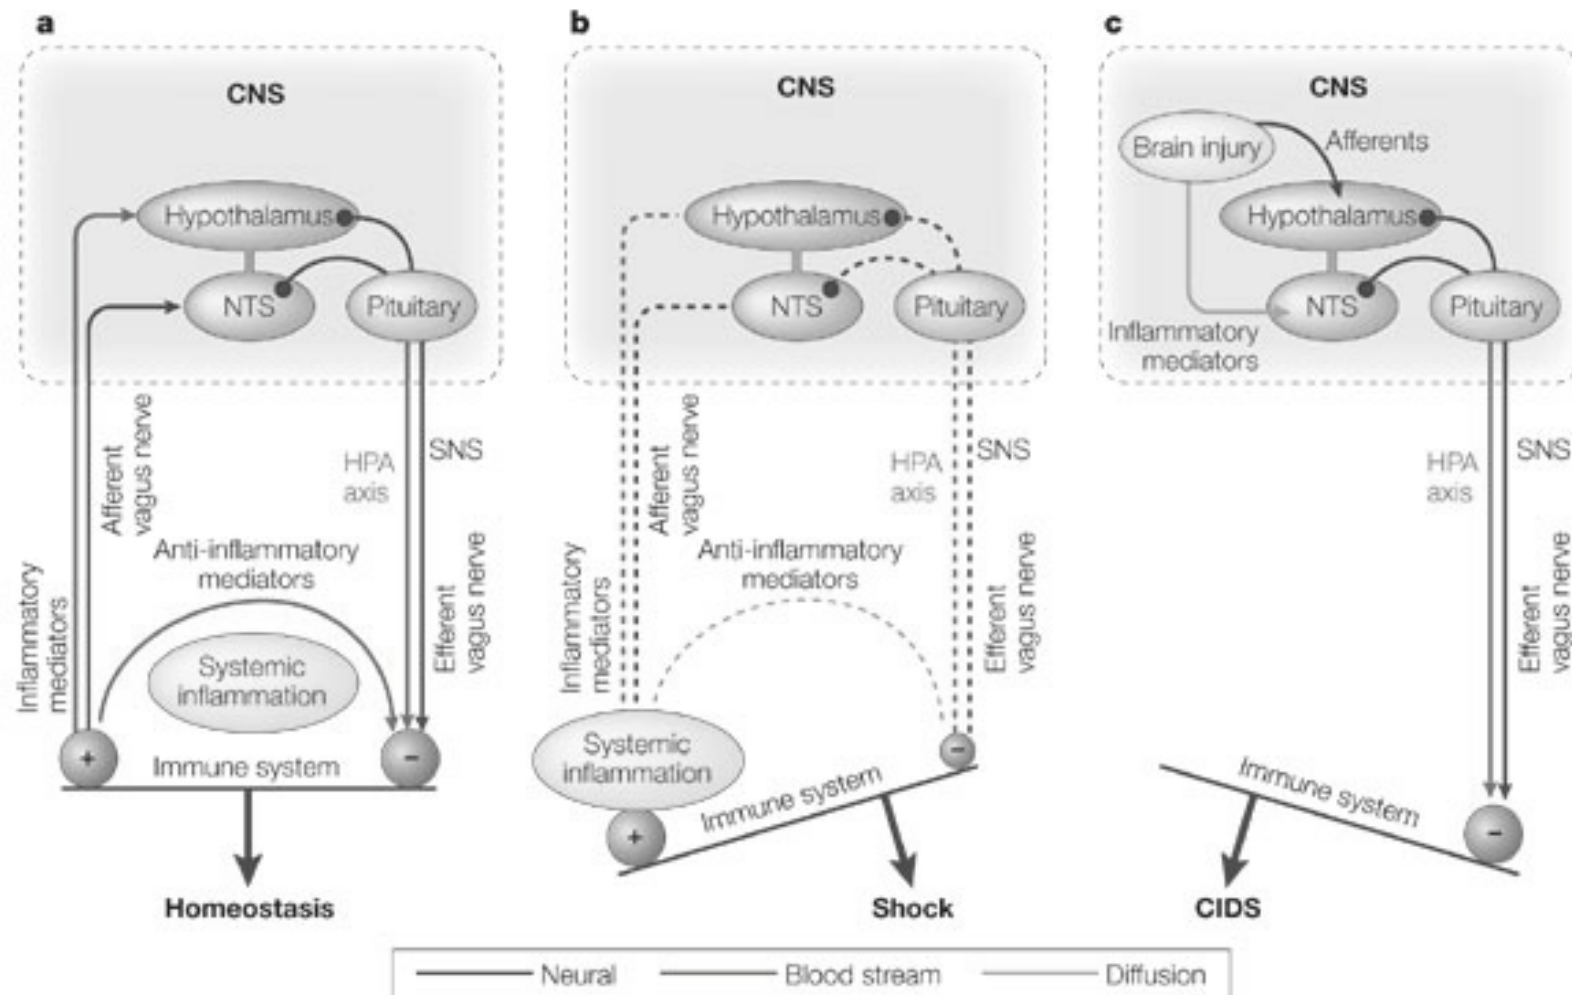 a
CNS
Hypothalamus
NTS
Pituitary
Afferent
vagus nerve
HPA
axis
SNS
Anti-inflammatory
mediators
Inflammatory
mediators
Efferent
vagus nerve
Systemic
inflammation
+
Immune system
−
Homeostasis
b
CNS
Hypothalamus
NTS
Pituitary
Afferent
vagus nerve
HPA
axis
SNS
Anti-inflammatory
mediators
Inflammatory
mediators
Efferent
vagus nerve
Systemic
inflammation
−
Immune system
+
Shock
c
CNS
Brain injury
Afferents
Hypothalamus
NTS
Pituitary
Inflammatory
mediators
HPA
axis
SNS
Efferent
vagus nerve
Immune system
−
CIDS
Neural
Blood stream
Diffusion